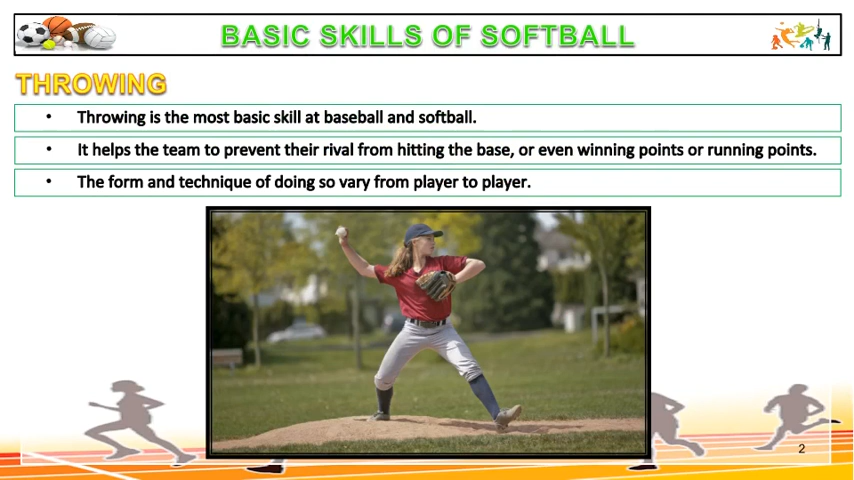 BASIC SKILLS OF SOFTBALL
THROWING
• Throwing is the most basic skill at baseball and softball.
• It helps the team to prevent their rival from hitting the base, or even winning points or running points.
• The form and technique of doing so vary from player to player.
2